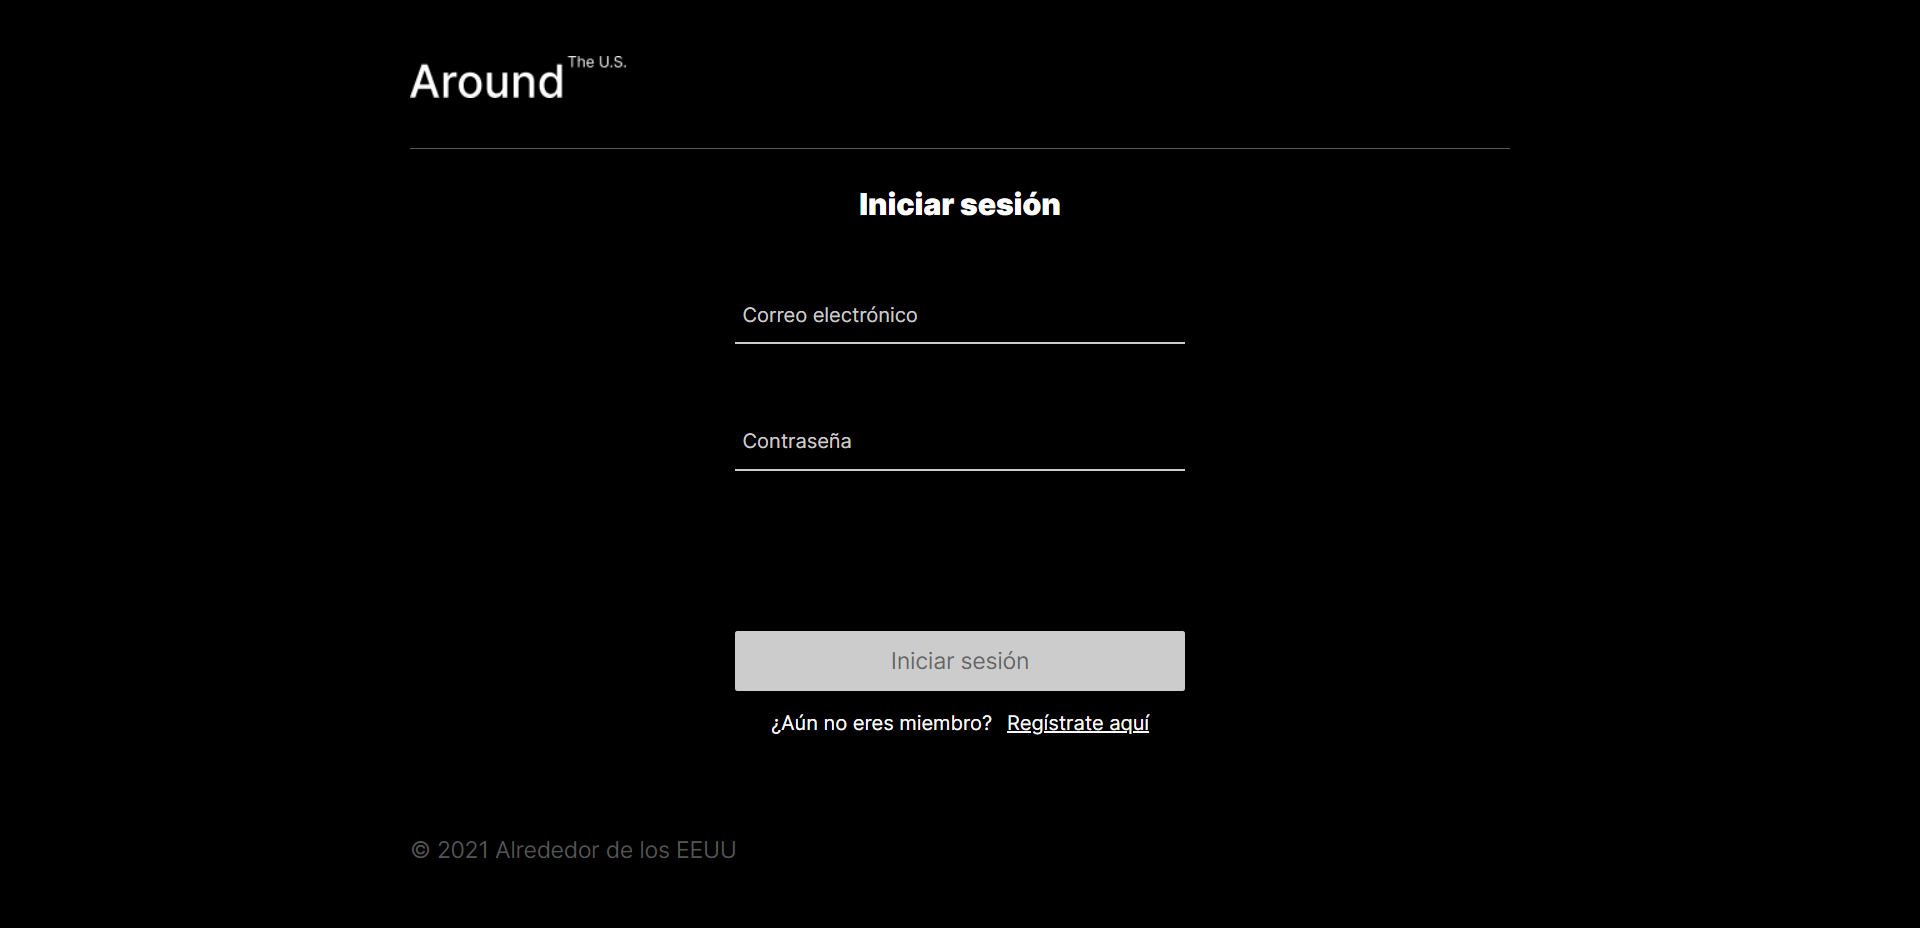 Around The U.S.
Iniciar sesión
Correo electrónico
Contraseña
Iniciar sesión
¿Aún no eres miembro? Regístrate aquí
© 2021 Alrededor de los EEUU